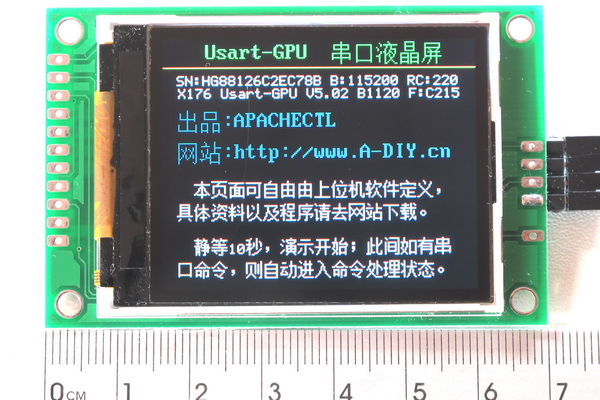 Usart-GPU 串口液晶屏
SN:HG88126C2EC78B B:115200 RC:220
X176 Usart-GPU V5.02 B1120 F:C215
出品:APACHECTL
网站:http://www.A-DIY.cn
本页面可自由由上位机软件定义，
具体资料以及程序请去网站下载。
静等10秒，演示开始；此间如有串
口命令，则自动进入命令处理状态。
0CM 1 2 3 4 5 6 7